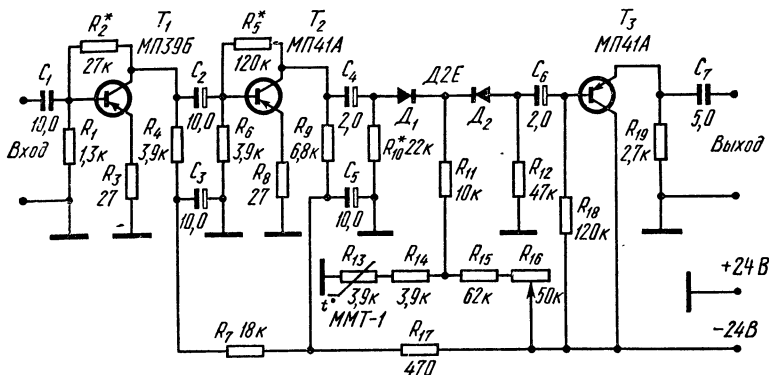 R₂* T₁
МП39Б
27к
C₁
10,0
R₁
1,3к
Вход
R₃
27
R₄
3,9к
C₂
10,0
C₃
10,0
R₅* T₂
МП41А
120к
R₆
3,9к
R₈
27
R₉
6,8к
C₄
2,0
C₅
10,0
R₁₀* 22к
Д2Е
Д₁
Д₂
R₁₁
10к
C₆
2,0
R₁₂
47к
T₃
МП41А
R₁₈
120к
R₁₉
2,7к
C₇
5,0
Выход
R₁₃
3,9к
t°
ММТ-1
R₁₄
3,9к
R₁₅
62к
R₁₆
50к
+24В
−24В
R₇ 18к
R₁₇
470